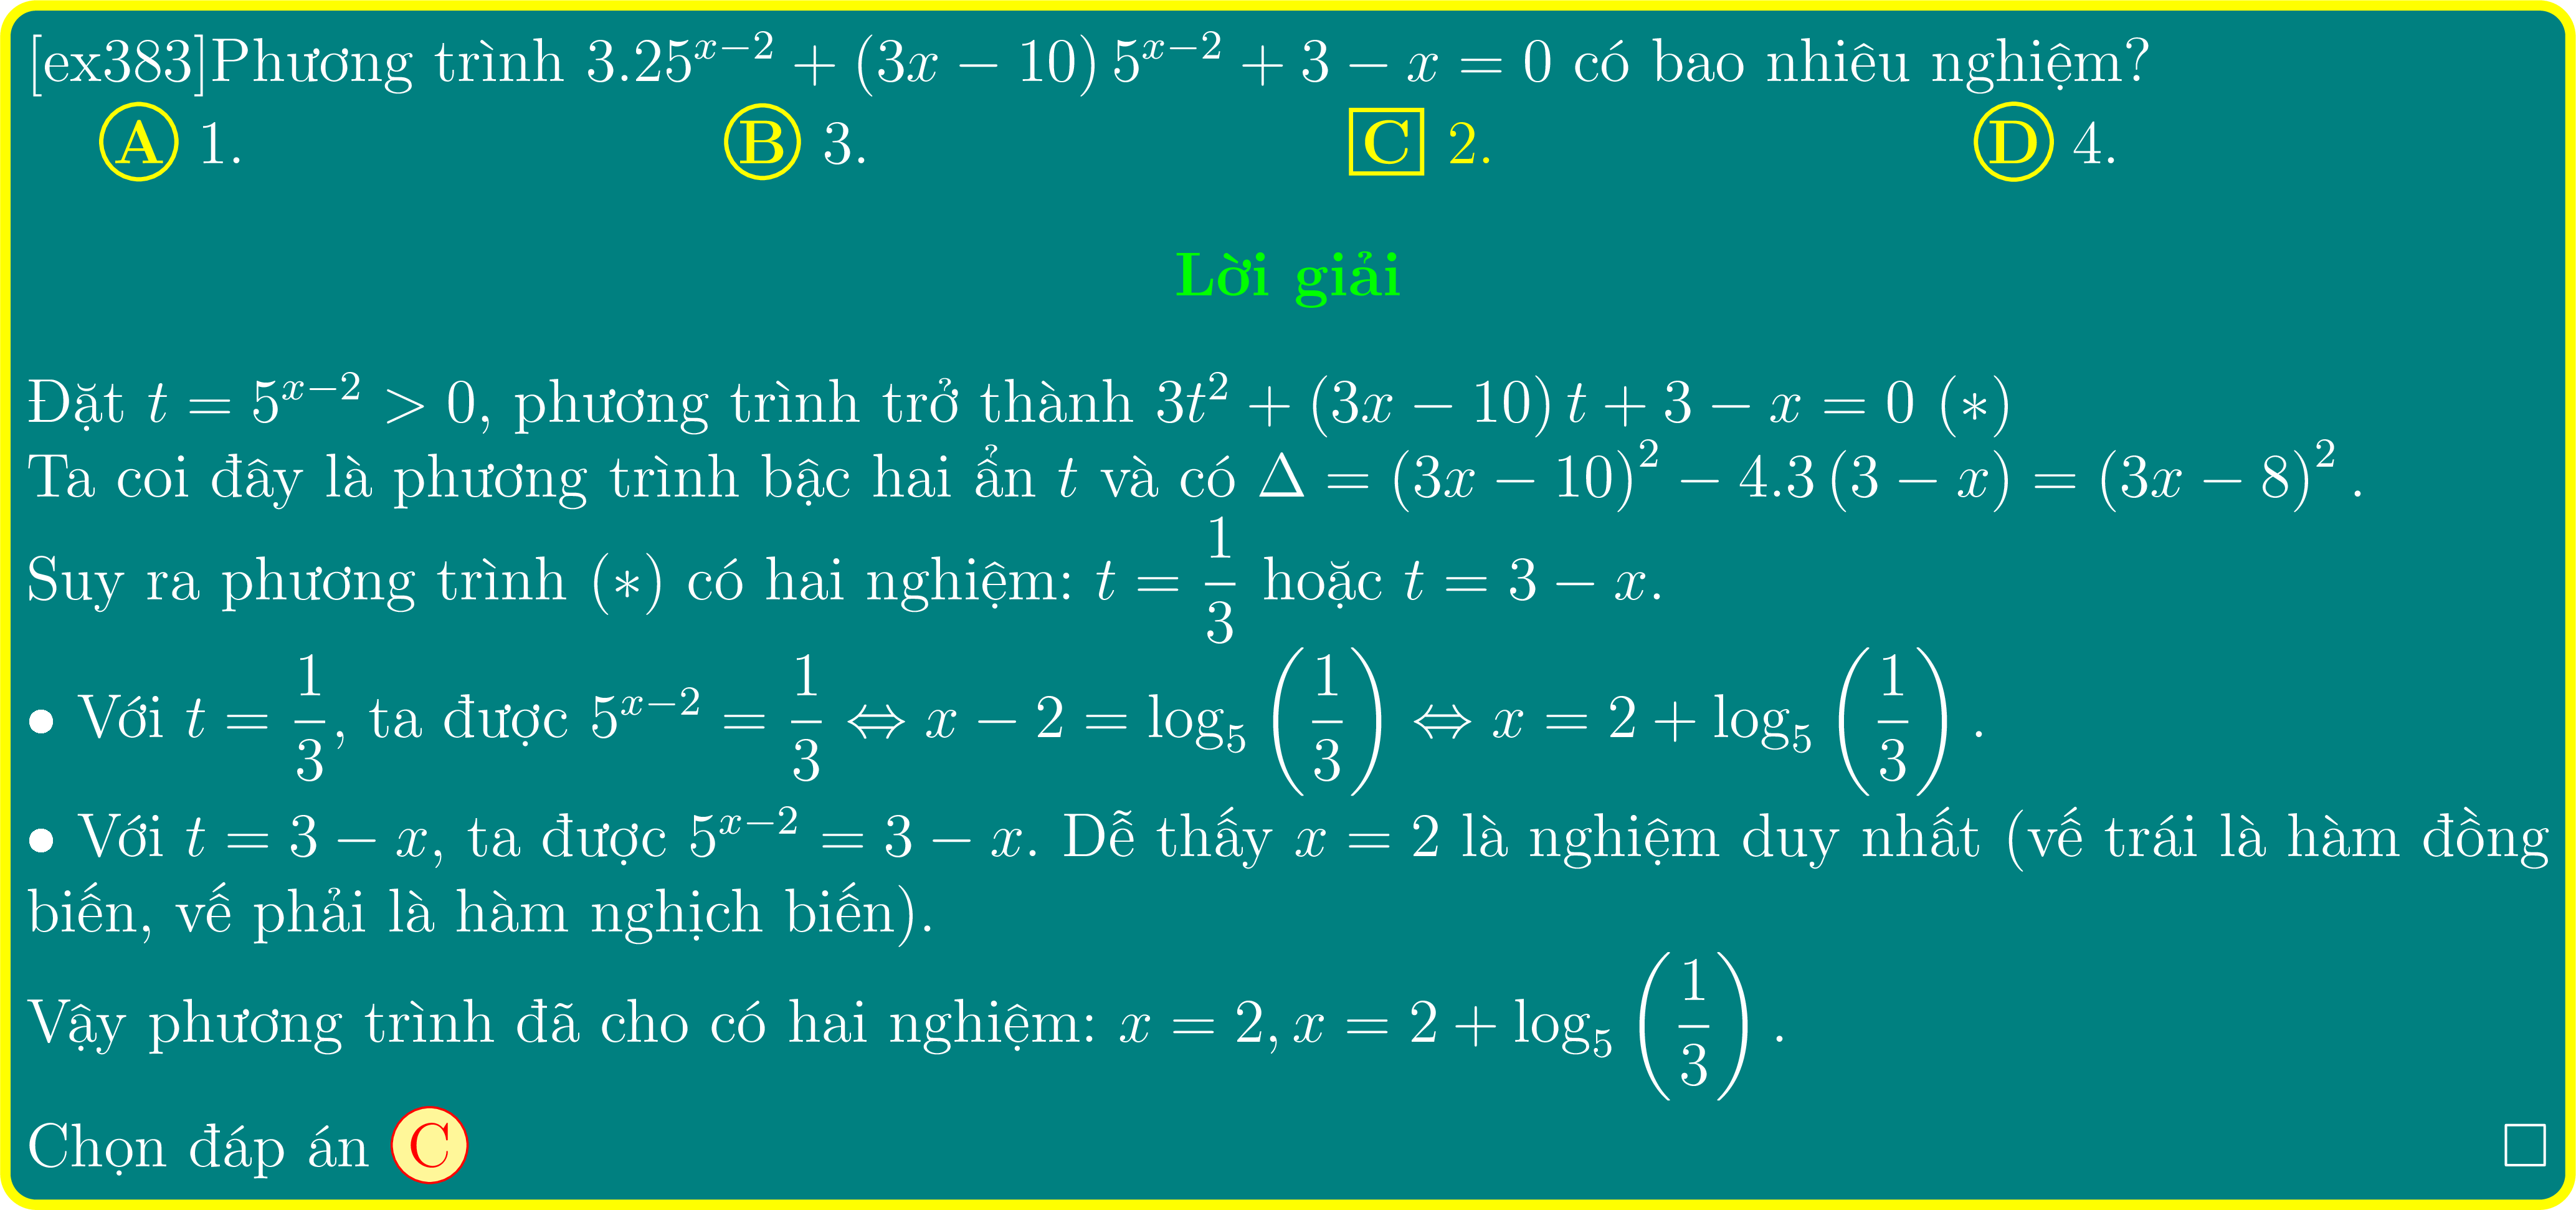 [ex383]Phương trình $3.25^{x-2} + (3x - 10) 5^{x-2} + 3 - x = 0$ có bao nhiêu nghiệm?
A 1. B 3. C 2. D 4.
Lời giải
Đặt $t = 5^{x-2} > 0$, phương trình trở thành $3t^2 + (3x - 10) t + 3 - x = 0$ $(*)$
Ta coi đây là phương trình bậc hai ẩn $t$ và có $\Delta = (3x - 10)^2 - 4.3 (3 - x) = (3x - 8)^2$.
Suy ra phương trình $(*)$ có hai nghiệm: $t = \dfrac{1}{3}$ hoặc $t = 3 - x$.
• Với $t = \dfrac{1}{3}$, ta được $5^{x-2} = \dfrac{1}{3} \Leftrightarrow x - 2 = \log_5 \left(\dfrac{1}{3}\right) \Leftrightarrow x = 2 + \log_5 \left(\dfrac{1}{3}\right)$.
• Với $t = 3 - x$, ta được $5^{x-2} = 3 - x$. Dễ thấy $x = 2$ là nghiệm duy nhất (vế trái là hàm đồng
biến, vế phải là hàm nghịch biến).
Vậy phương trình đã cho có hai nghiệm: $x = 2, x = 2 + \log_5 \left(\dfrac{1}{3}\right)$.
Chọn đáp án C □